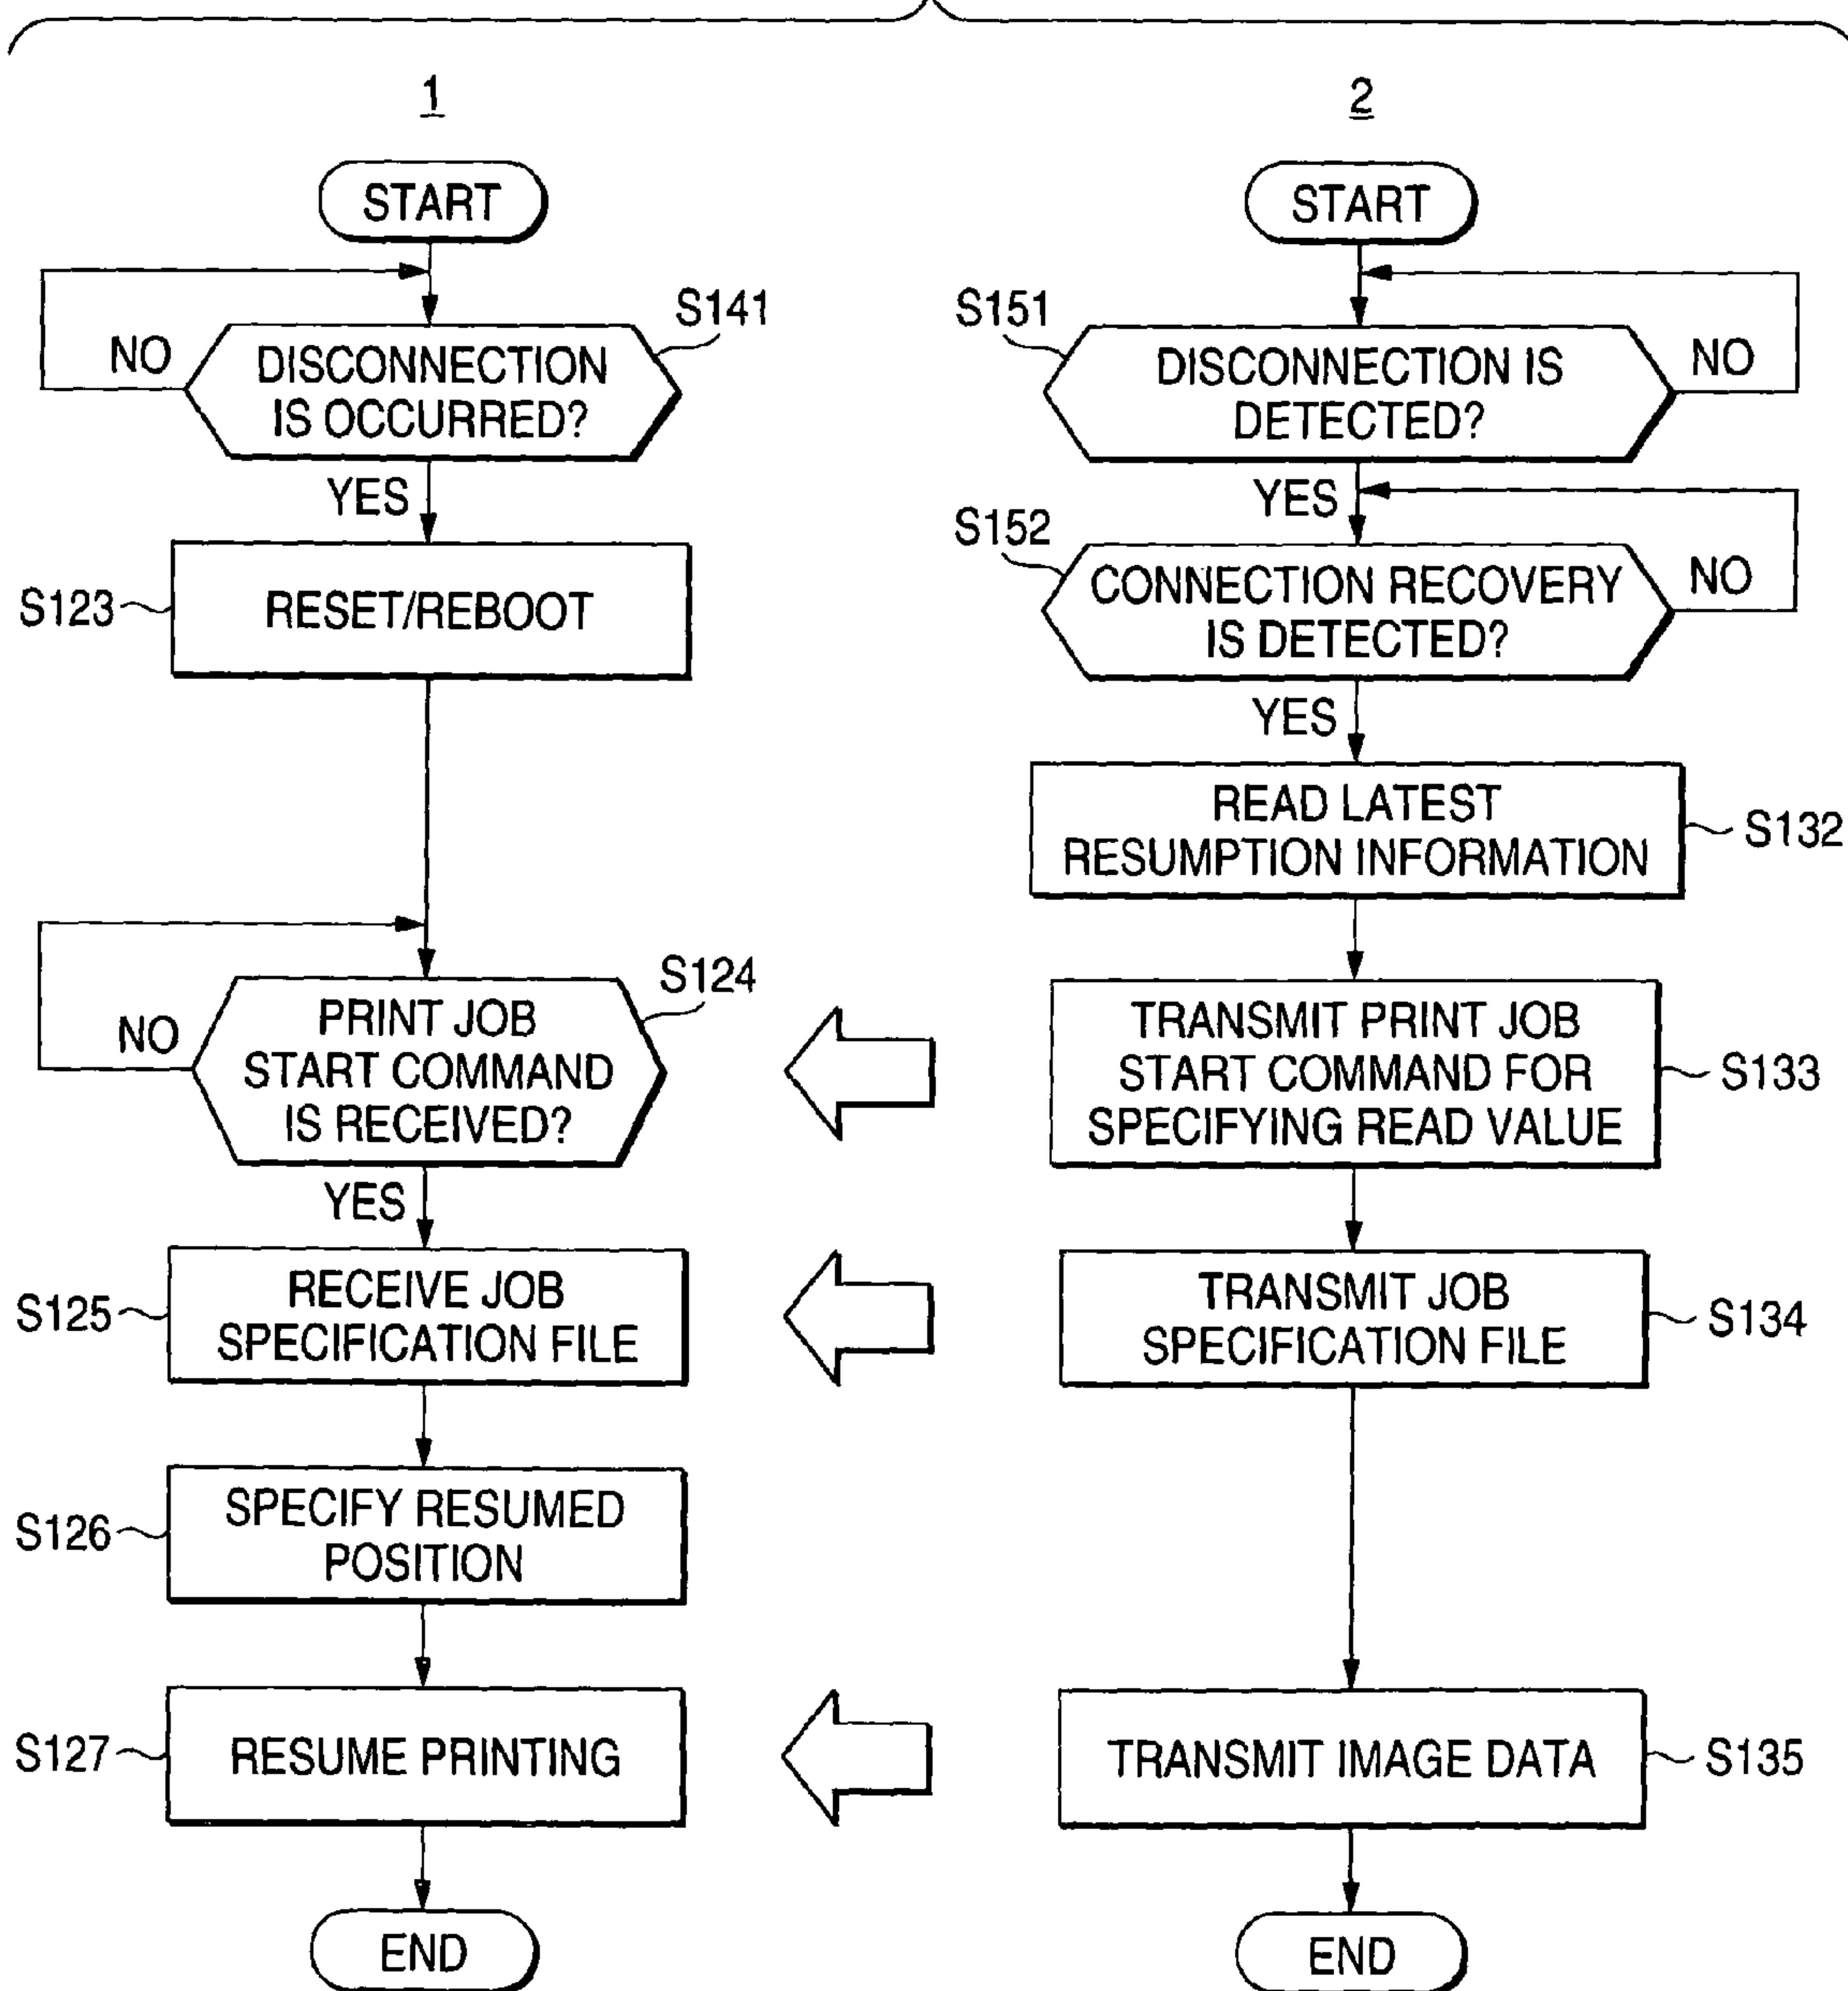 1
START
S141
NO
DISCONNECTION
IS OCCURRED?
YES
S123
RESET/REBOOT
S124
NO
PRINT JOB
START COMMAND
IS RECEIVED?
YES
S125
RECEIVE JOB
SPECIFICATION FILE
S126
SPECIFY RESUMED
POSITION
S127
RESUME PRINTING
END
2
START
S151
DISCONNECTION IS
DETECTED?
NO
YES
S152
CONNECTION RECOVERY
IS DETECTED?
NO
YES
READ LATEST
RESUMPTION INFORMATION
S132
TRANSMIT PRINT JOB
START COMMAND FOR
SPECIFYING READ VALUE
S133
TRANSMIT JOB
SPECIFICATION FILE
S134
TRANSMIT IMAGE DATA
S135
END